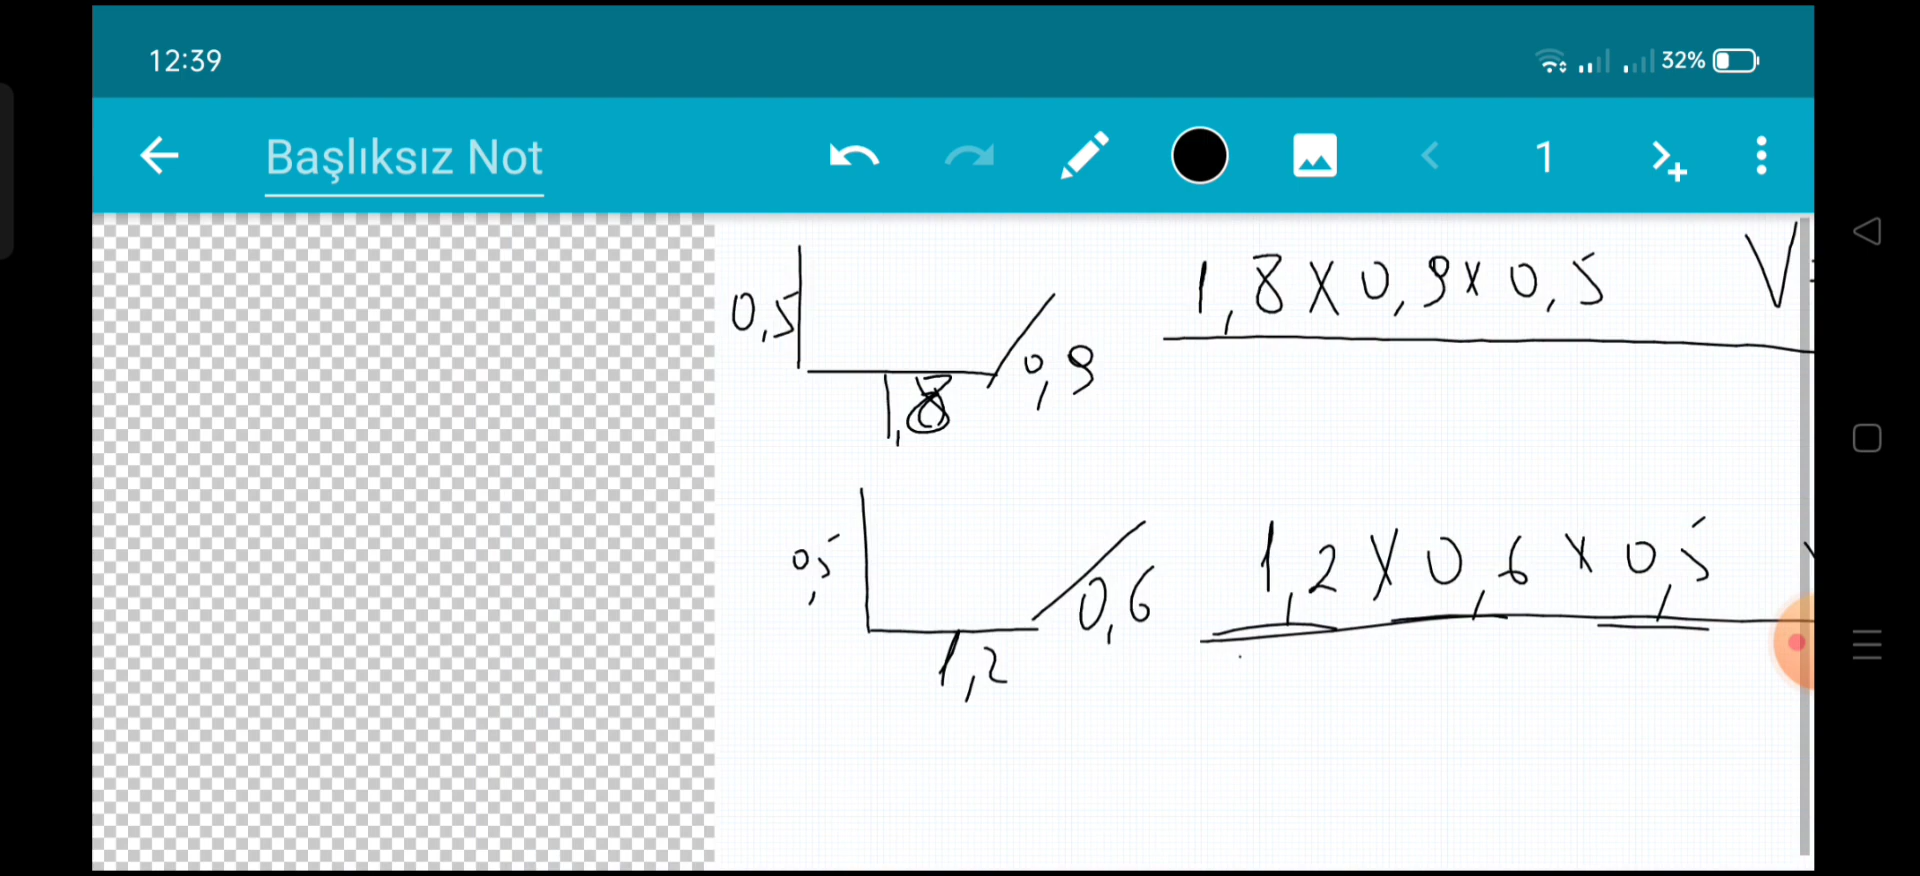 12:39
32%
Başlıksız Not
1
0,5
1,8
0,9
1,8 X 0,9 X 0,5
V
0,5
1,2
0,6
1,2 X 0,6 X 0,5